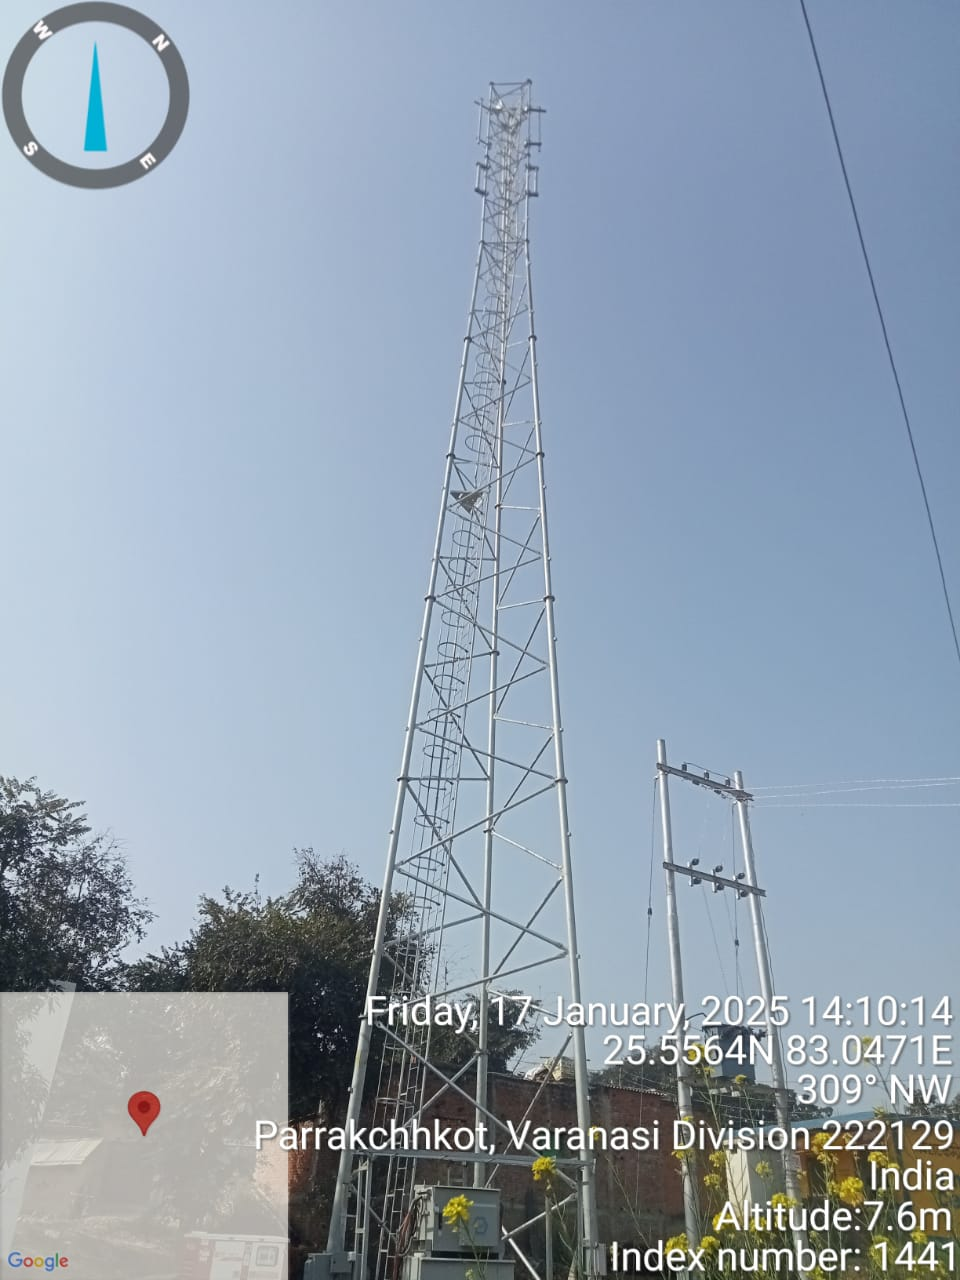 W
N
S
E
Friday, 17 January, 2025 14:10:14
25.5564N 83.0471E
309° NW
Parrakchhkot, Varanasi Division 222129
India
Altitude:7.6m
Index number: 1441
Google